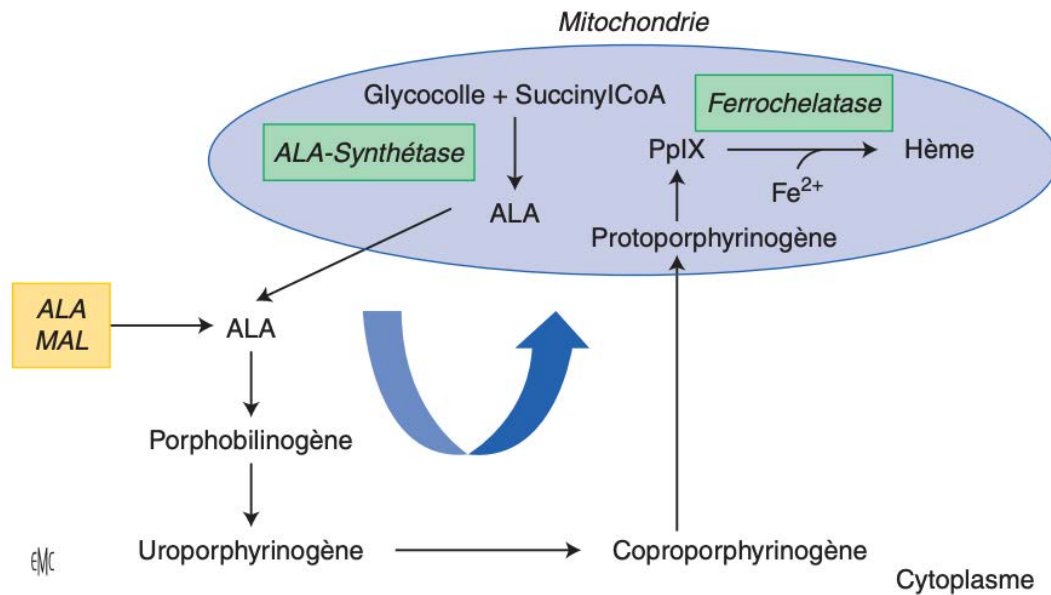 Mitochondrie
Glycocolle + SuccinylCoA
Ferrochelatase
ALA-Synthétase
PpIX
Hème
Fe2+
ALA
Protoporphyrinogène
ALA
MAL
ALA
Porphobilinogène
Uroporphyrinogène
Coproporphyrinogène
EMC
Cytoplasme